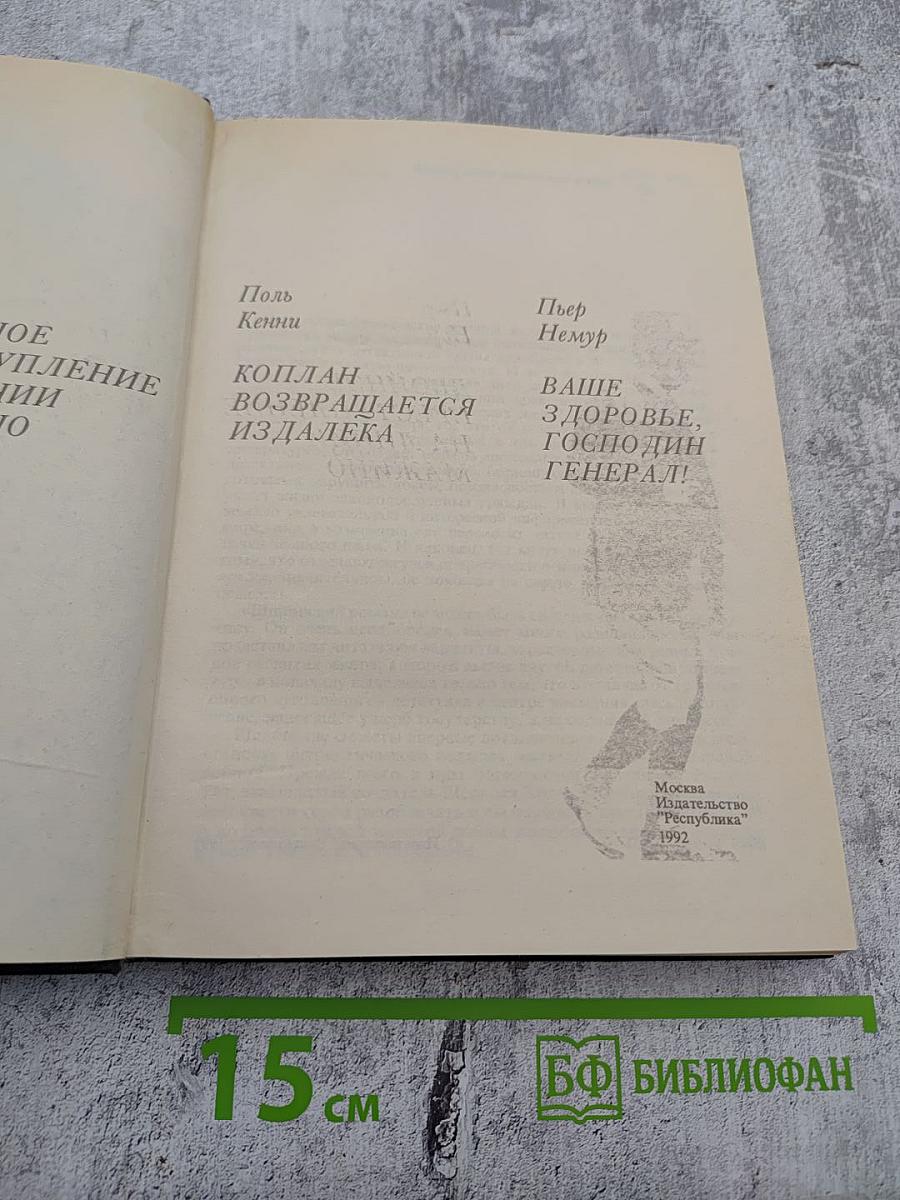 НОЕ
УПЛЕНИЕ
НИИ
НО
Поль
Кенни
КОПЛАН
ВОЗВРАЩАЕТСЯ
ИЗДАЛЕКА
Пьер
Немур
ВАШЕ
ЗДОРОВЬЕ,
ГОСПОДИН
ГЕНЕРАЛ!
Москва
Издательство
"Республика"
1992
15 см
БФ БИБЛИОФАН